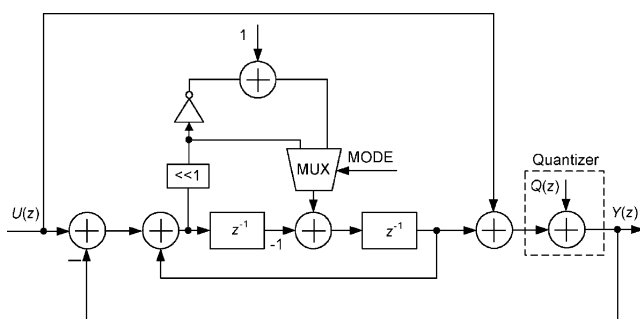 1
MUX
MODE
<<1
Quantizer
Q(z)
U(z)
Y(z)
z⁻¹
-1
z⁻¹
−